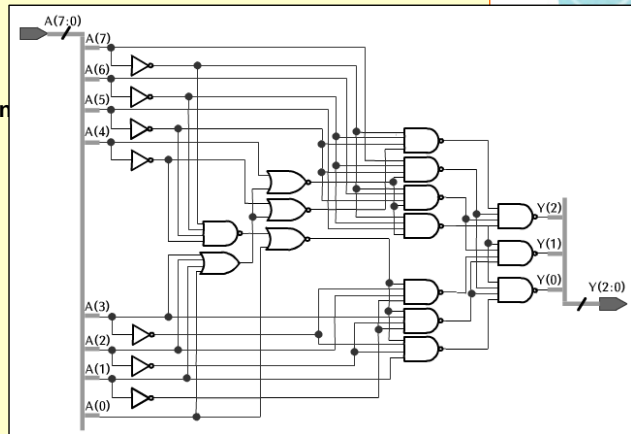 A(7:0)
A(7)
A(6)
A(5)
n
A(4)
Y(2)
Y(1)
Y(0)
Y(2:0)
A(3)
A(2)
A(1)
A(0)